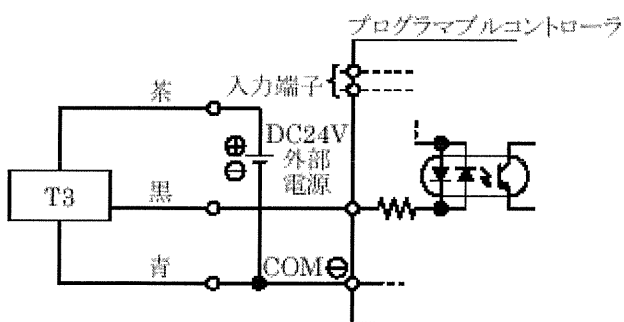 プログラマブルコントローラ
茶
入力端子
DC24V
外部
電源
⊕
⊖
T3
黒
青
COM⊖